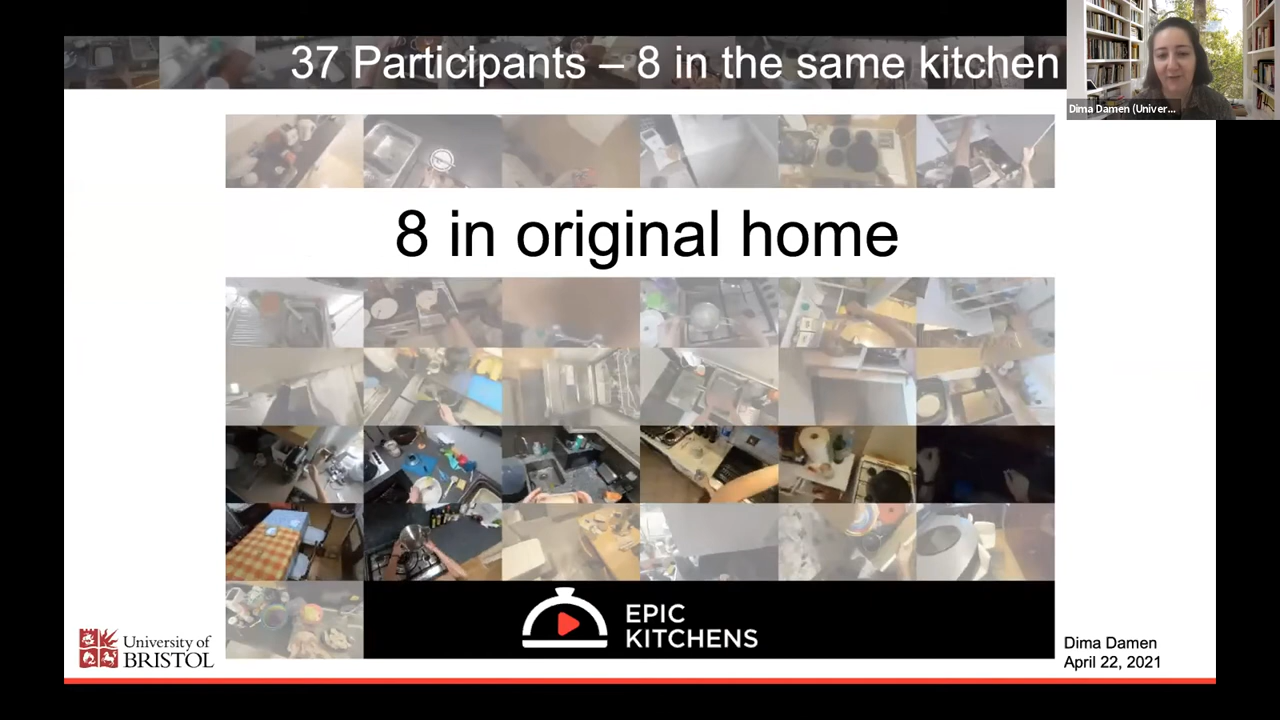 37 Participants – 8 in the same kitchen
Dima Damen (Univer...
8 in original home
EPIC
KITCHENS
University of
BRISTOL
Dima Damen
April 22, 2021